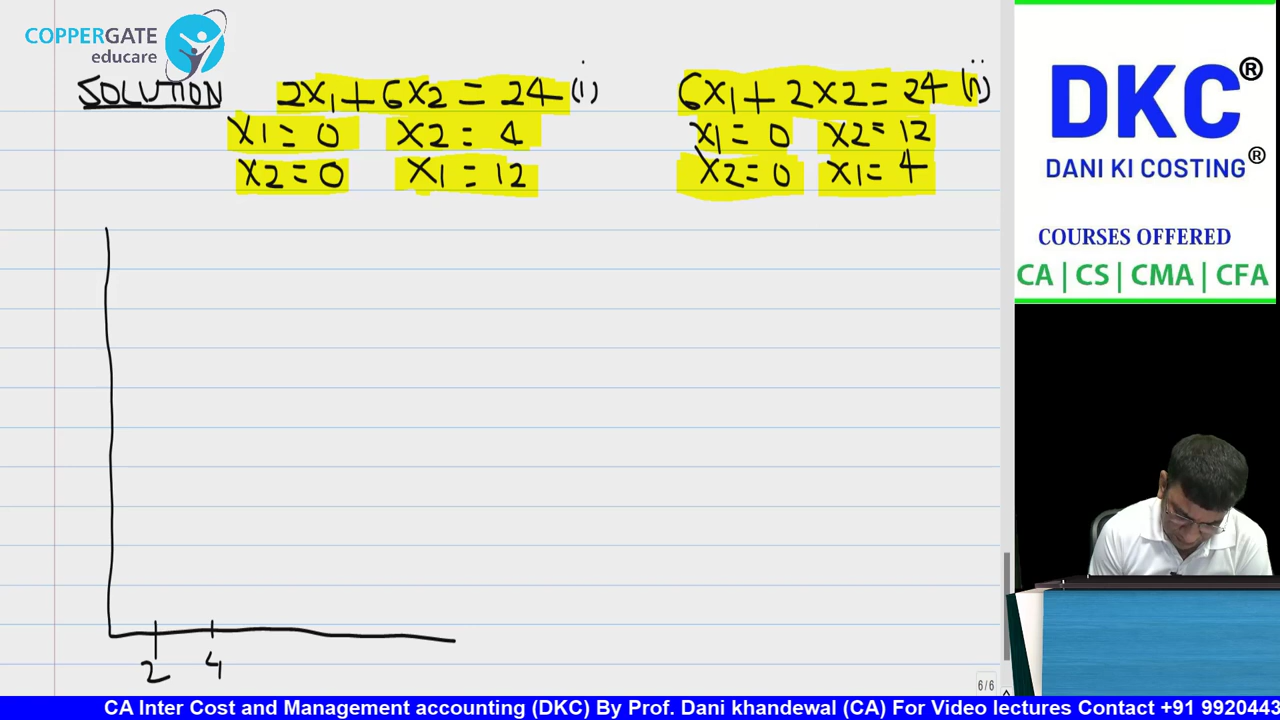 COPPERGATE
educare
SOLUTION 2x1 + 6x2 = 24 (i) 6x1 + 2x2 = 24 (ii)
x1 = 0 x2 = 4 x1 = 0 x2 = 12
x2 = 0 x1 = 12 x2 = 0 x1 = 4
2 4
6/6
DKC®
DANI KI COSTING®
COURSES OFFERED
CA | CS | CMA | CFA
CA Inter Cost and Management accounting (DKC) By Prof. Dani khandewal (CA) For Video lectures Contact +91 9920443